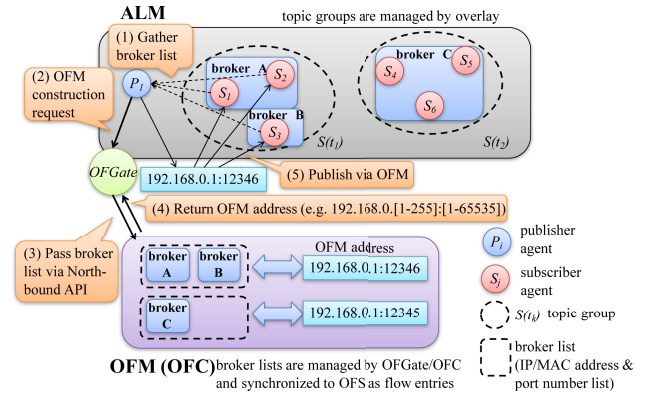 ALM
topic groups are managed by overlay
(1) Gather
broker list
(2) OFM
construction
request
P1
broker A
S1
S2
broker B
S3
S(t1)
broker C
S4
S5
S6
S(t2)
OFGate
192.168.0.1:12346
(5) Publish via OFM
(4) Return OFM address (e.g. 192.168.0.[1-255]:[1-65535])
(3) Pass broker
list via North-
bound API
OFM address
broker
A
broker
B
192.168.0.1:12346
broker
C
192.168.0.1:12345
OFM (OFC)
broker lists are managed by OFGate/OFC
and synchronized to OFS as flow entries
Pi
publisher
agent
Sj
subscriber
agent
S(tk) topic group
broker list
(IP/MAC address &
port number list)